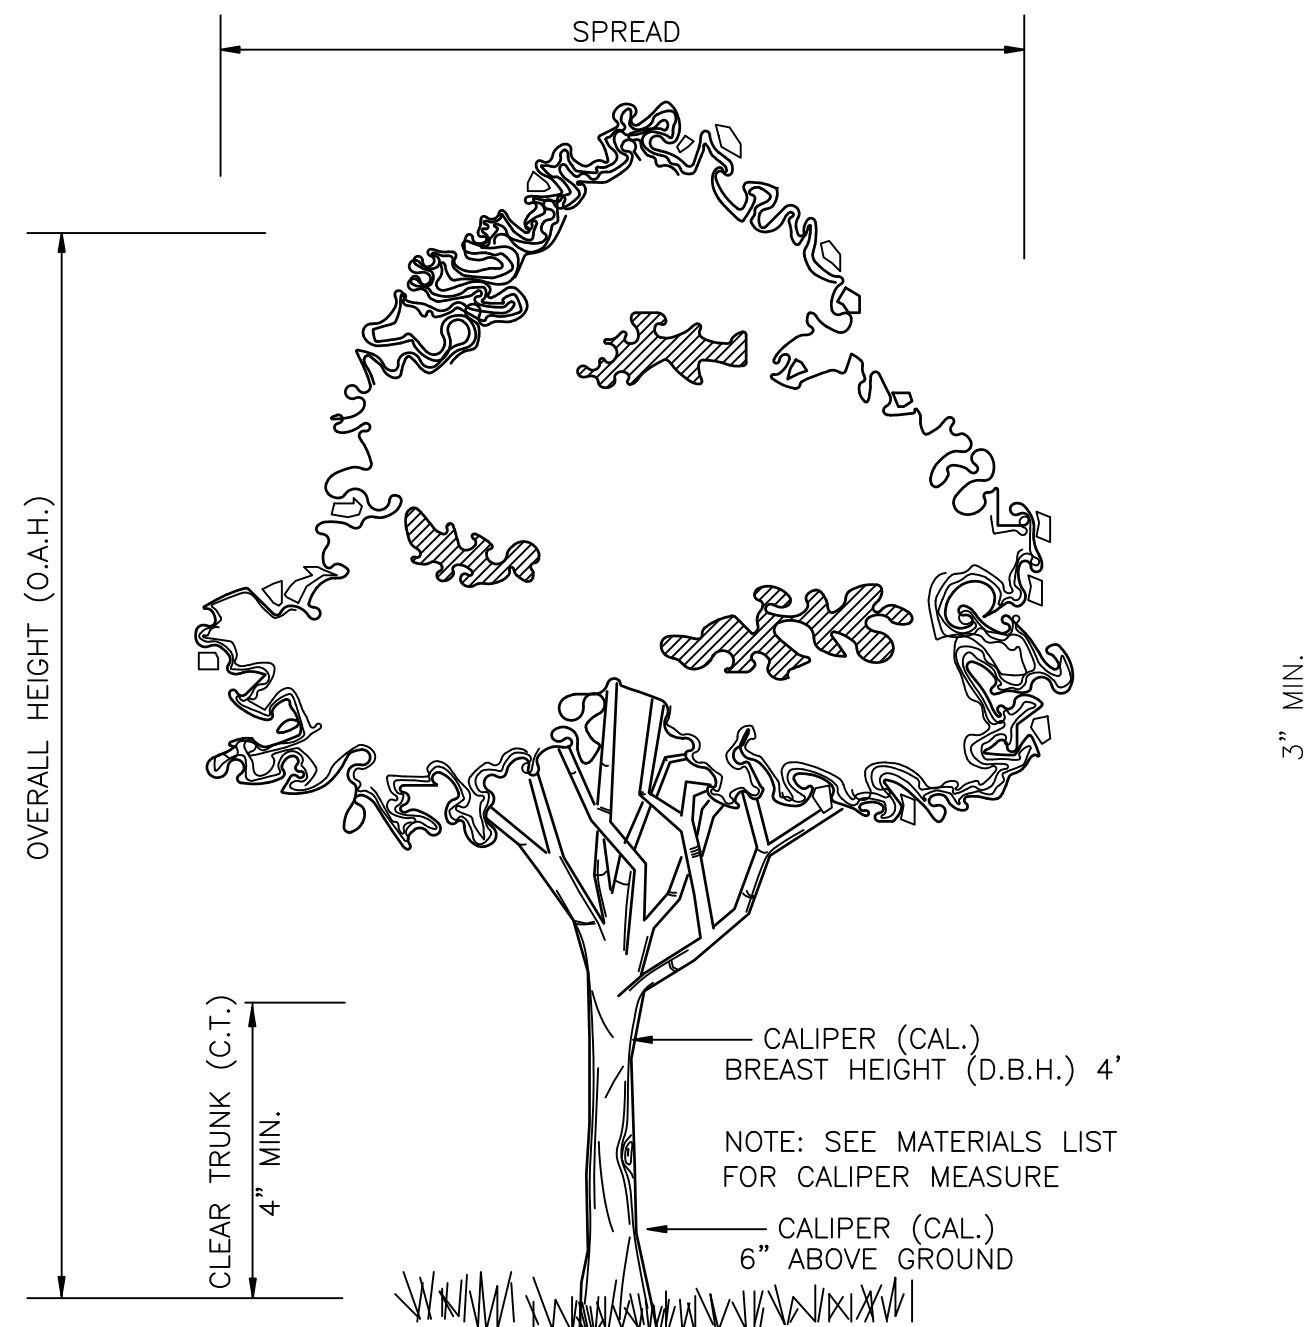 SPREAD
OVERALL HEIGHT (O.A.H.)
3” MIN.
CLEAR TRUNK (C.T.)
4” MIN.
CALIPER (CAL.)
BREAST HEIGHT (D.B.H.) 4’
NOTE: SEE MATERIALS LIST
FOR CALIPER MEASURE
CALIPER (CAL.)
6” ABOVE GROUND